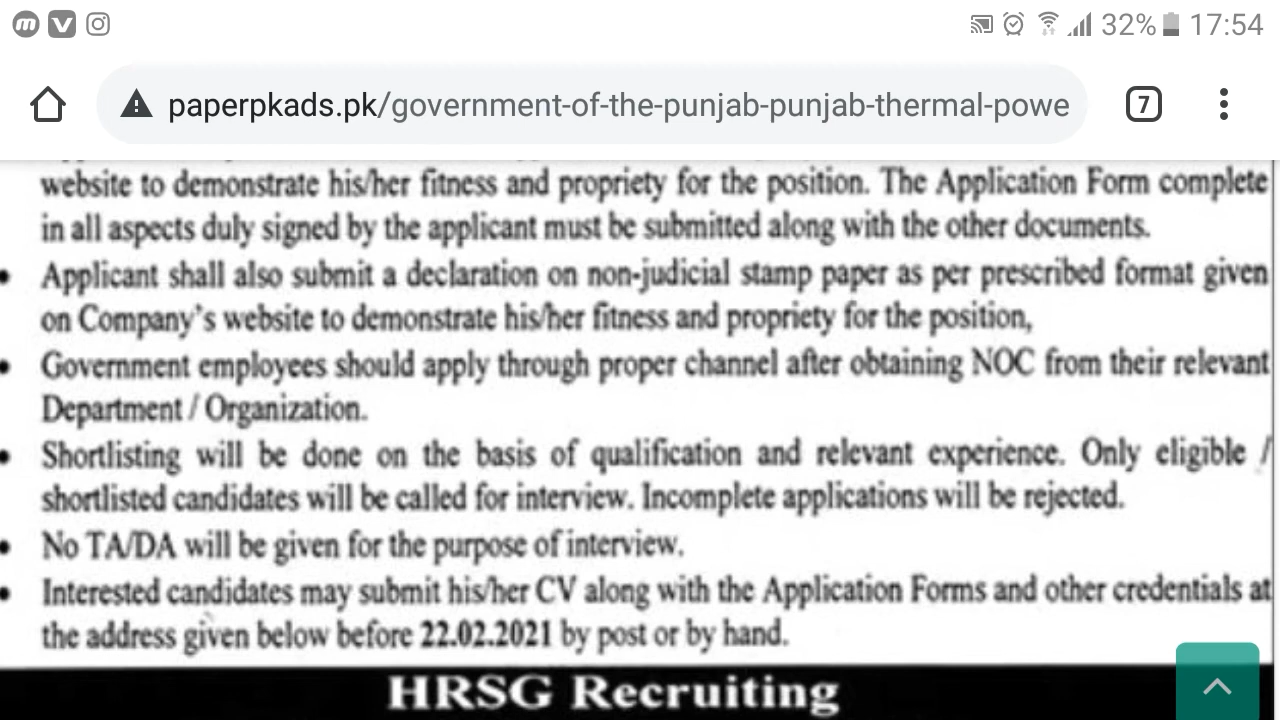 32% 17:54
paperpkads.pk/government-of-the-punjab-punjab-thermal-powe 7
website to demonstrate his/her fitness and propriety for the position. The Application Form complete
in all aspects duly signed by the applicant must be submitted along with the other documents.
• Applicant shall also submit a declaration on non-judicial stamp paper as per prescribed format given
on Company's website to demonstrate his/her fitness and propriety for the position,
• Government employees should apply through proper channel after obtaining NOC from their relevant
Department / Organization.
• Shortlisting will be done on the basis of qualification and relevant experience. Only eligible /
shortlisted candidates will be called for interview. Incomplete applications will be rejected.
• No TA/DA will be given for the purpose of interview.
• Interested candidates may submit his/her CV along with the Application Forms and other credentials at
the address given below before 22.02.2021 by post or by hand.
HRSG Recruiting